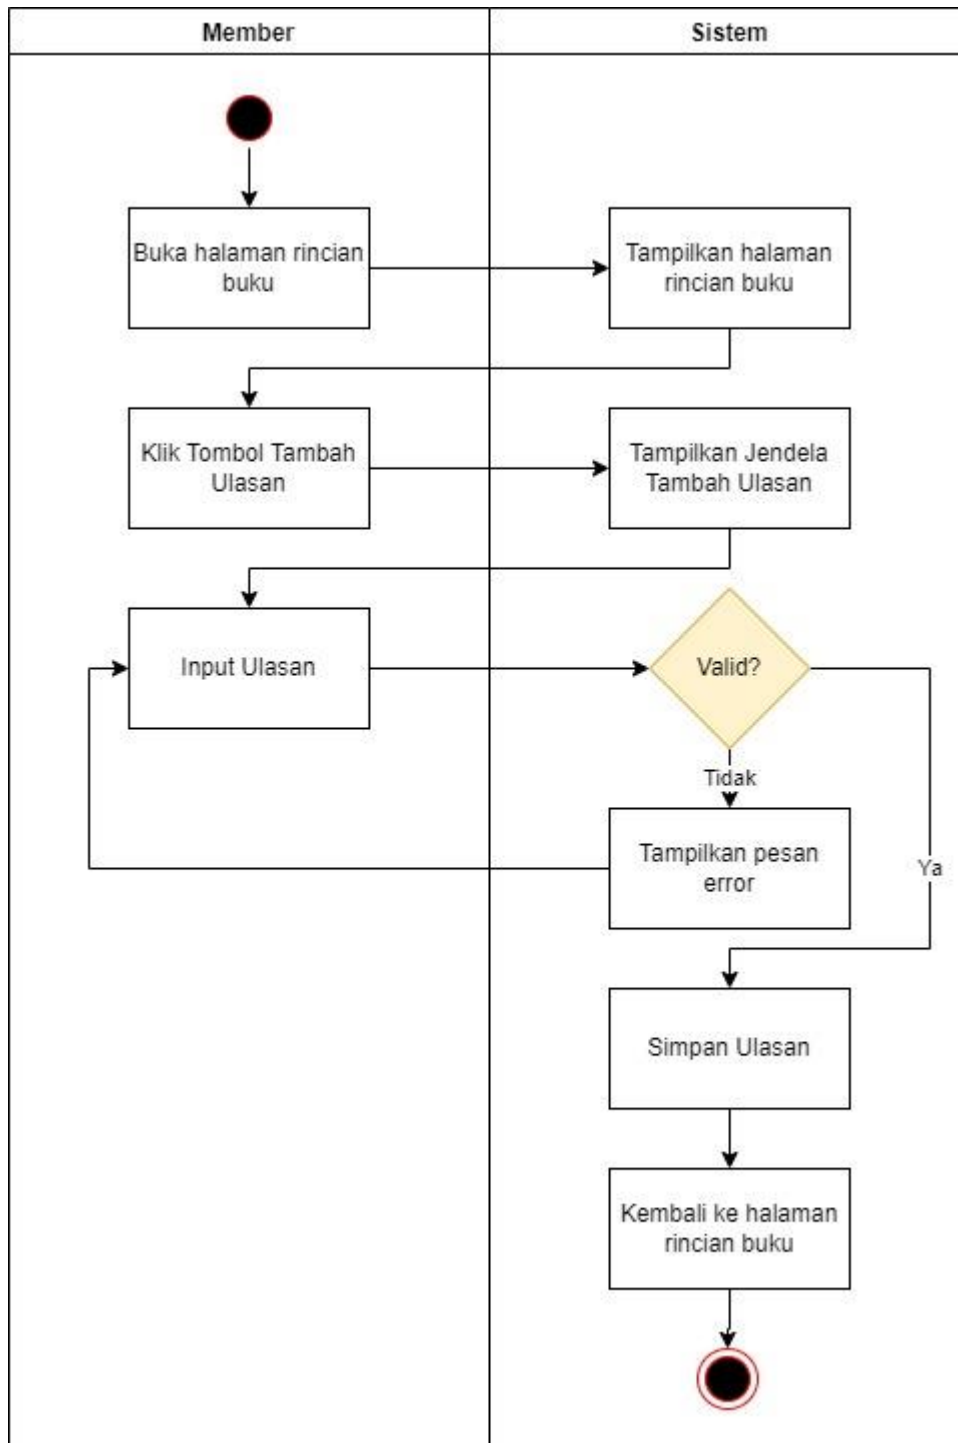 Member
Sistem
Buka halaman rincian
buku
Tampilkan halaman
rincian buku
Klik Tombol Tambah
Ulasan
Tampilkan Jendela
Tambah Ulasan
Input Ulasan
Valid?
Tidak
Tampilkan pesan
error
Ya
Simpan Ulasan
Kembali ke halaman
rincian buku